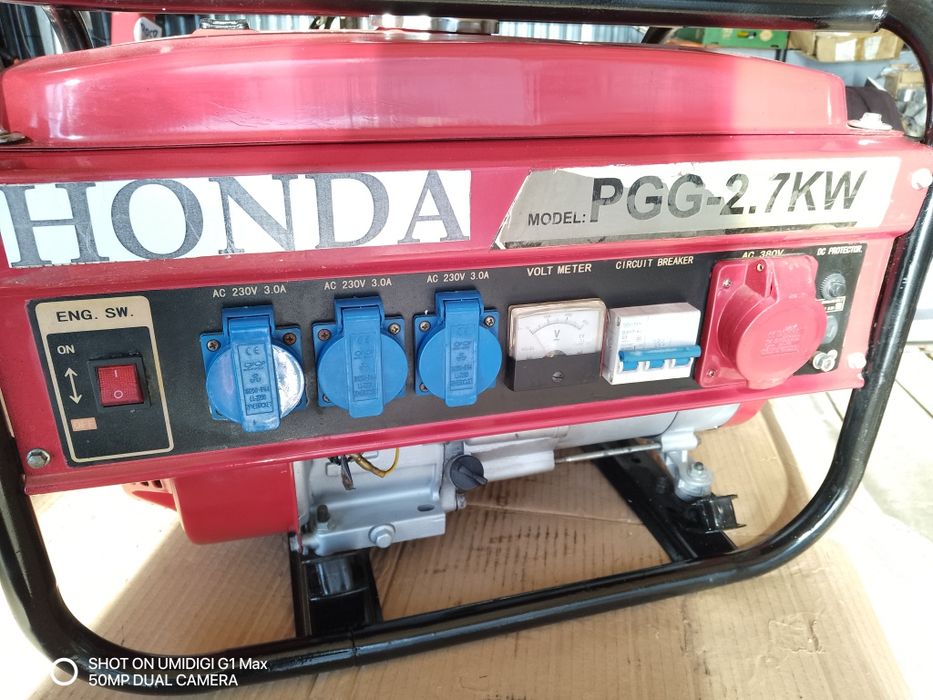 HONDA
MODEL: PGG-2.7KW
ENG. SW.
ON
OFF
AC 230V 3.0A
AC 230V 3.0A
AC 230V 3.0A
VOLT METER
CIRCUIT BREAKER
AC 380V
DC PROTECTOR
V
SHOT ON UMIDIGI G1 Max
50MP DUAL CAMERA